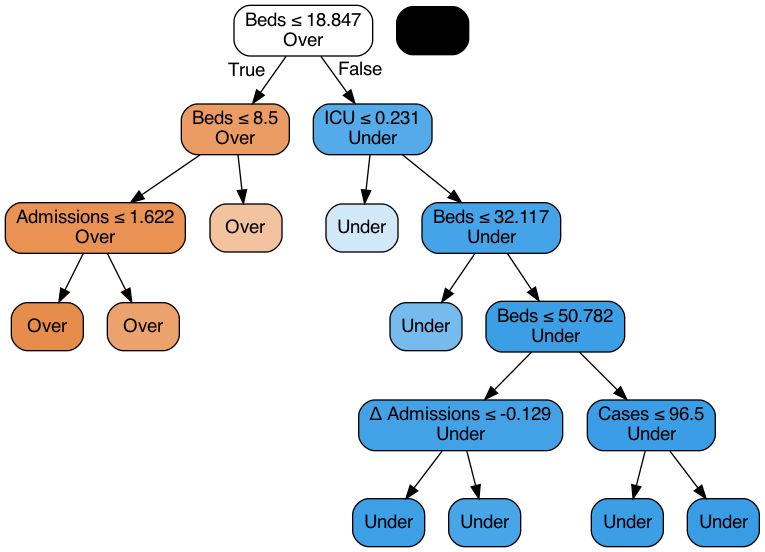 Beds ≤ 18.847
Over
True
False
Beds ≤ 8.5
Over
ICU ≤ 0.231
Under
Admissions ≤ 1.622
Over
Over
Under
Beds ≤ 32.117
Under
Over
Over
Under
Beds ≤ 50.782
Under
Δ Admissions ≤ -0.129
Under
Cases ≤ 96.5
Under
Under
Under
Under
Under